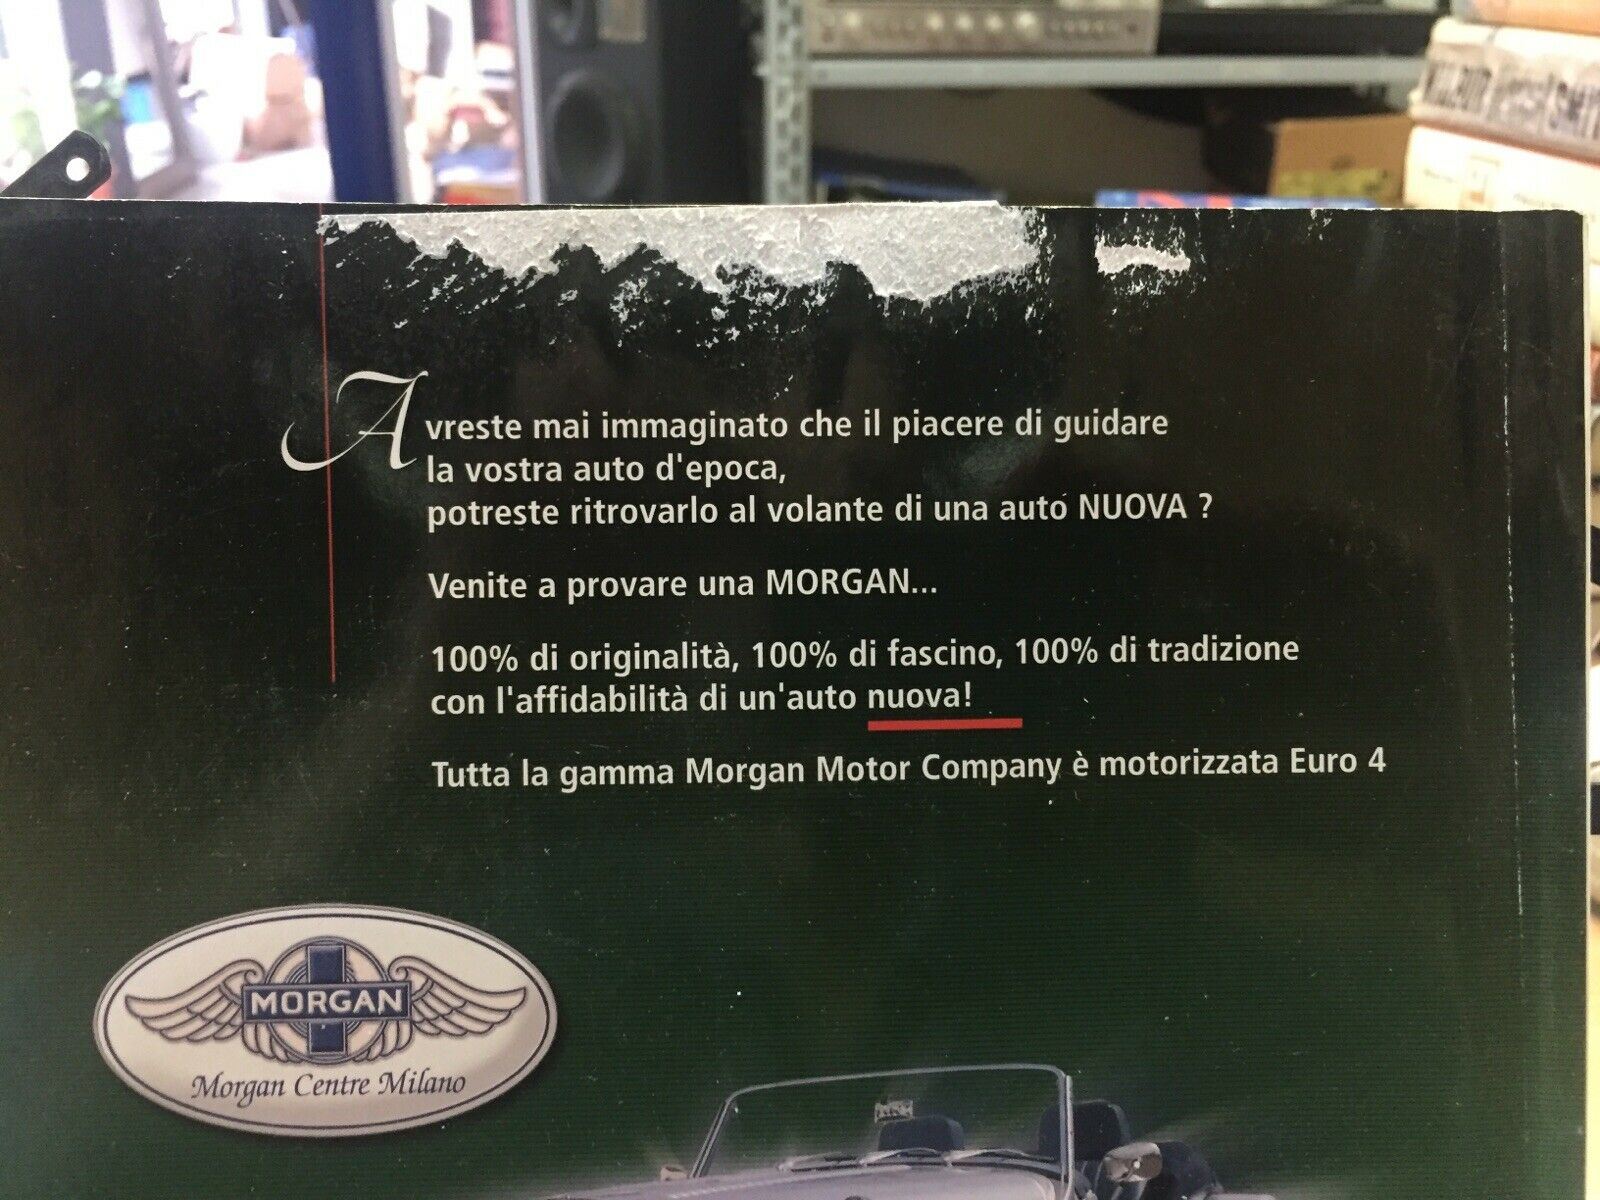 Avreste mai immaginato che il piacere di guidare
la vostra auto d'epoca,
potreste ritrovarlo al volante di una auto NUOVA ?
Venite a provare una MORGAN...
100% di originalità, 100% di fascino, 100% di tradizione
con l'affidabilità di un'auto nuova!
Tutta la gamma Morgan Motor Company è motorizzata Euro 4
MORGAN
Morgan Centre Milano